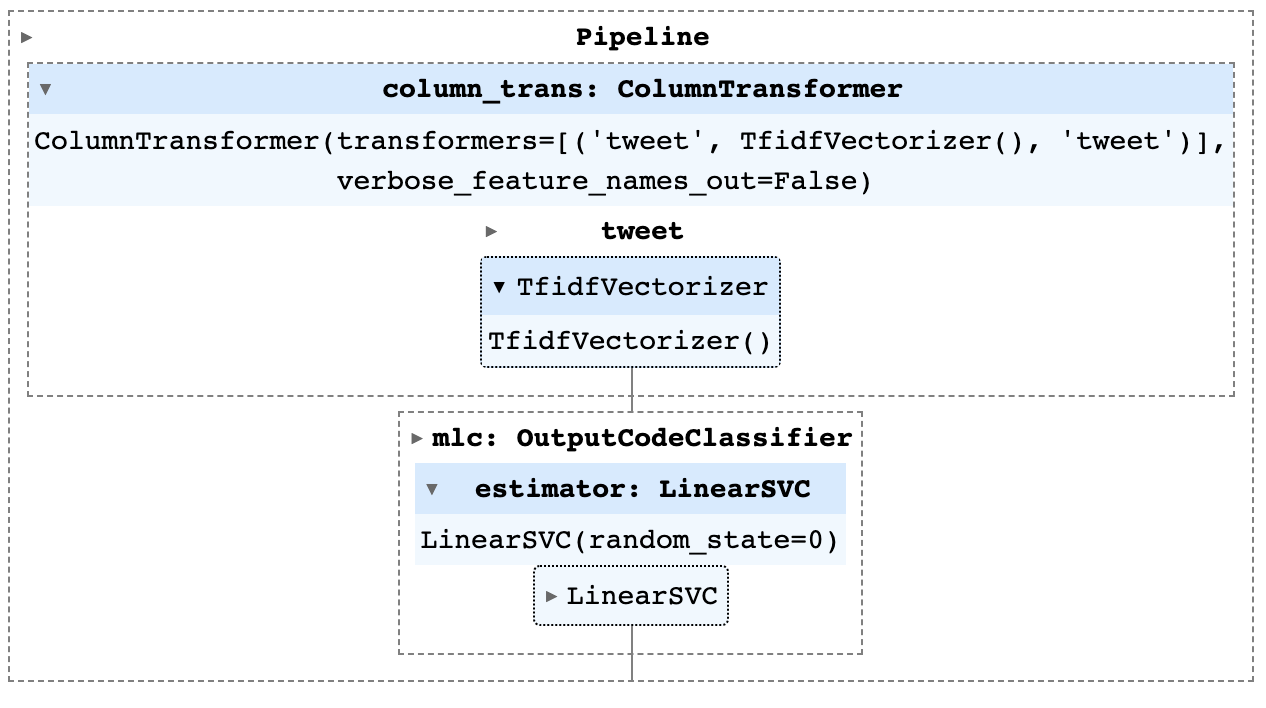 Pipeline
column_trans: ColumnTransformer
ColumnTransformer(transformers=[('tweet', TfidfVectorizer(), 'tweet')],
verbose_feature_names_out=False)
tweet
TfidfVectorizer
TfidfVectorizer()
mlc: OutputCodeClassifier
estimator: LinearSVC
LinearSVC(random_state=0)
LinearSVC